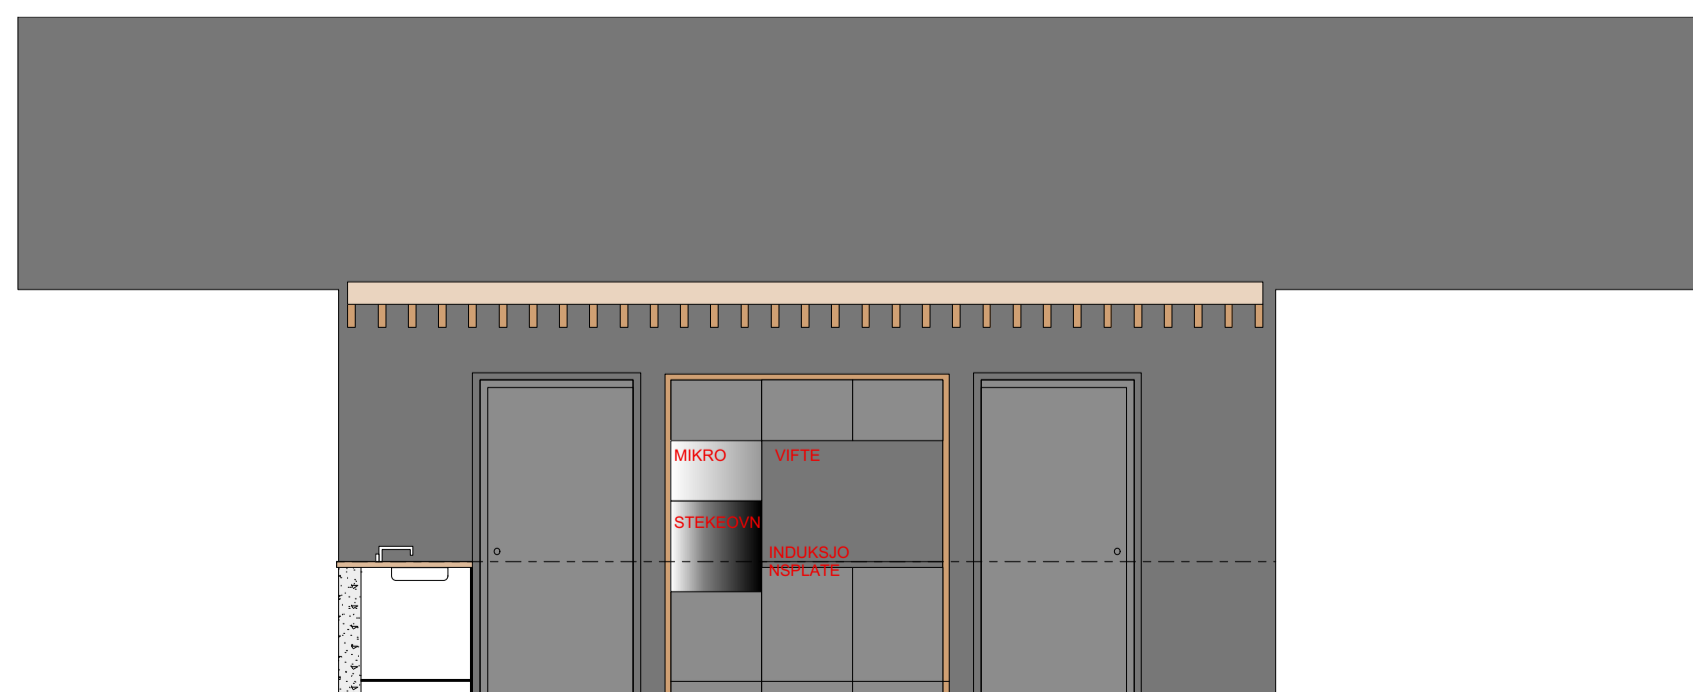 MIKRO
VIFTE
STEKEOVN
INDUKSJO
NSPLATE